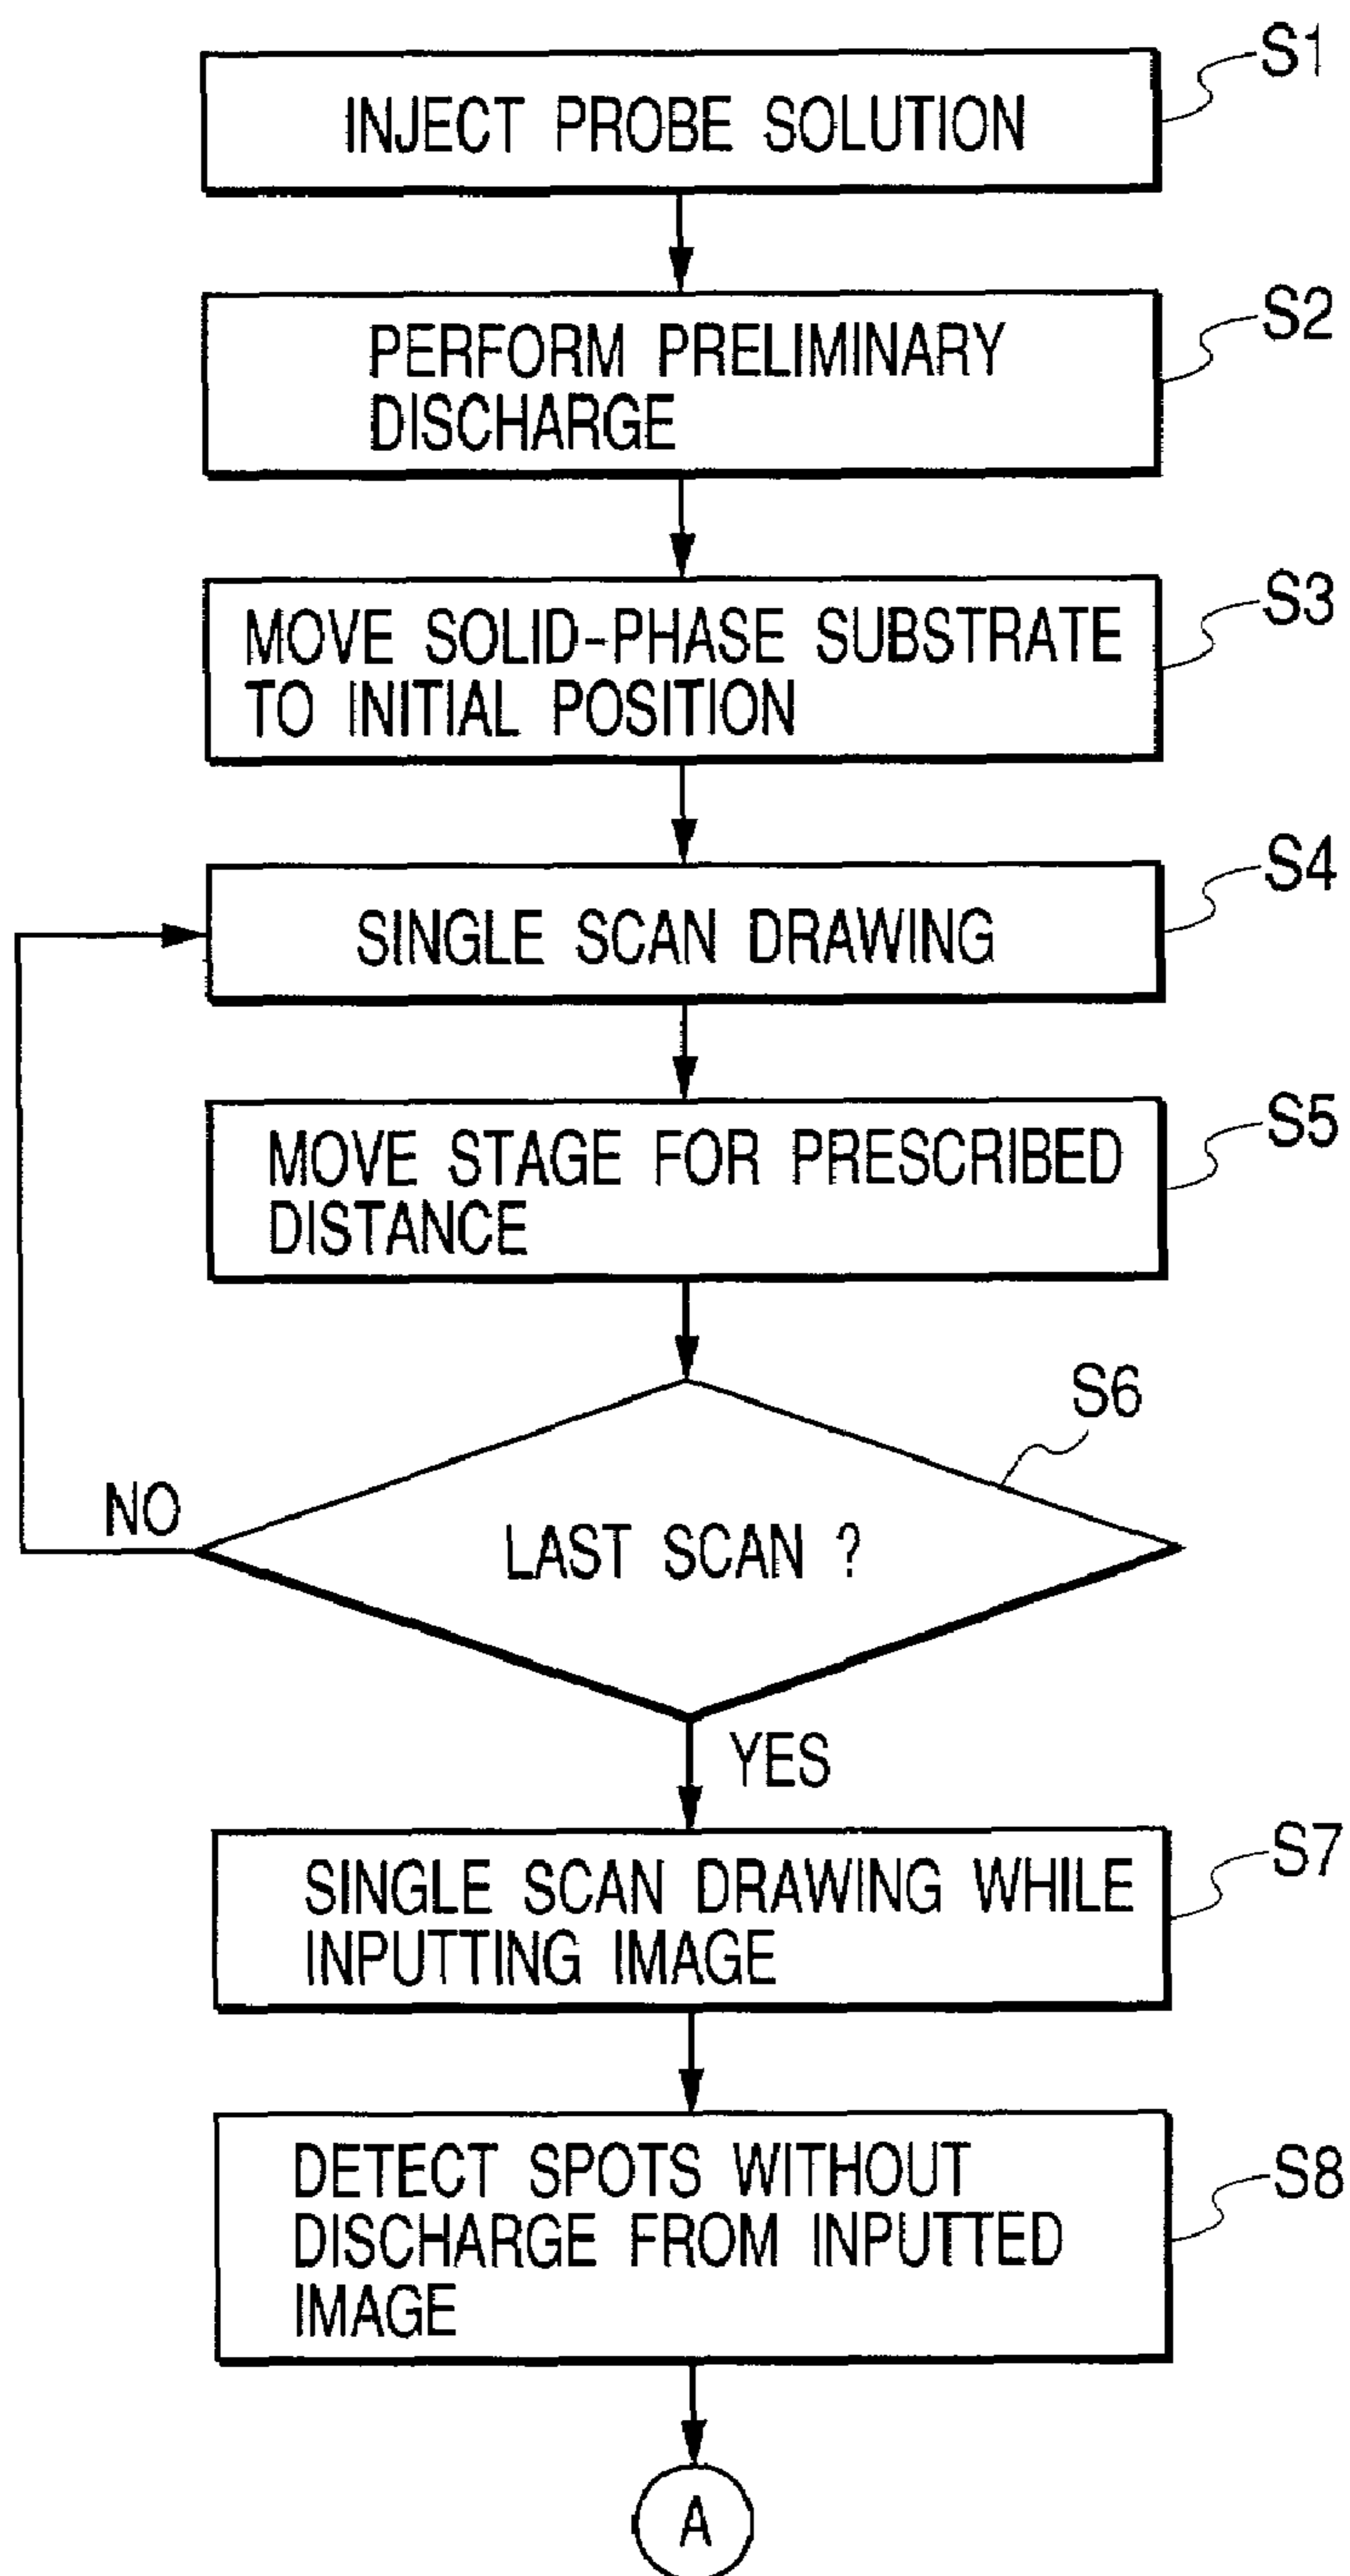 S1
INJECT PROBE SOLUTION
S2
PERFORM PRELIMINARY
DISCHARGE
S3
MOVE SOLID-PHASE SUBSTRATE
TO INITIAL POSITION
S4
SINGLE SCAN DRAWING
S5
MOVE STAGE FOR PRESCRIBED
DISTANCE
S6
NO
LAST SCAN ?
YES
S7
SINGLE SCAN DRAWING WHILE
INPUTTING IMAGE
S8
DETECT SPOTS WITHOUT
DISCHARGE FROM INPUTTED
IMAGE
A